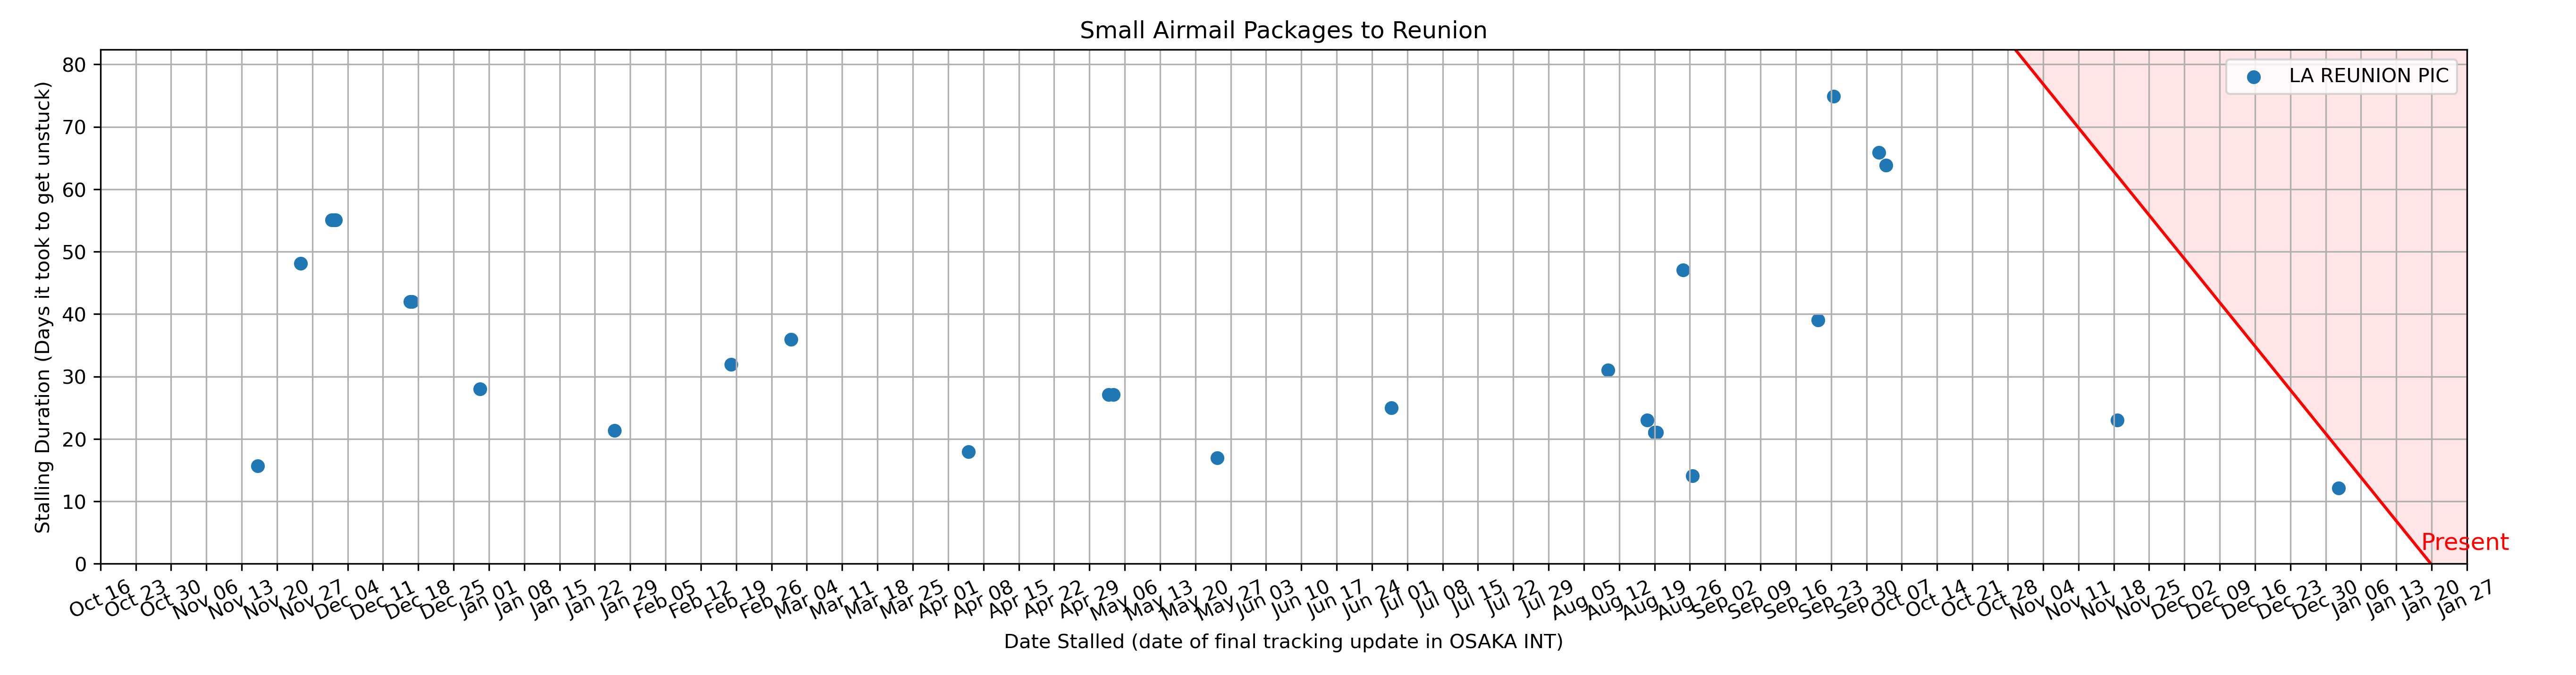 Small Airmail Packages to Reunion
LA REUNION PIC
Stalling Duration (Days it took to get unstuck)
80
70
60
50
40
30
20
10
0
Present
Oct 16 Oct 23 Oct 30 Nov 06 Nov 13 Nov 20 Nov 27 Dec 04 Dec 11 Dec 18 Dec 25 Jan 01 Jan 08 Jan 15 Jan 22 Jan 29 Feb 05 Feb 12 Feb 19 Feb 26 Mar 04 Mar 11 Mar 18 Mar 25 Apr 01 Apr 08 Apr 15 Apr 22 Apr 29 May 06 May 13 May 20 May 27 Jun 03 Jun 10 Jun 17 Jun 24 Jul 01 Jul 08 Jul 15 Jul 22 Jul 29 Aug 05 Aug 12 Aug 19 Aug 26 Sep 02 Sep 09 Sep 16 Sep 23 Sep 30 Oct 07 Oct 14 Oct 21 Oct 28 Nov 04 Nov 11 Nov 18 Nov 25 Dec 02 Dec 09 Dec 16 Dec 23 Dec 30 Jan 06 Jan 13 Jan 20 Jan 27
Date Stalled (date of final tracking update in OSAKA INT)